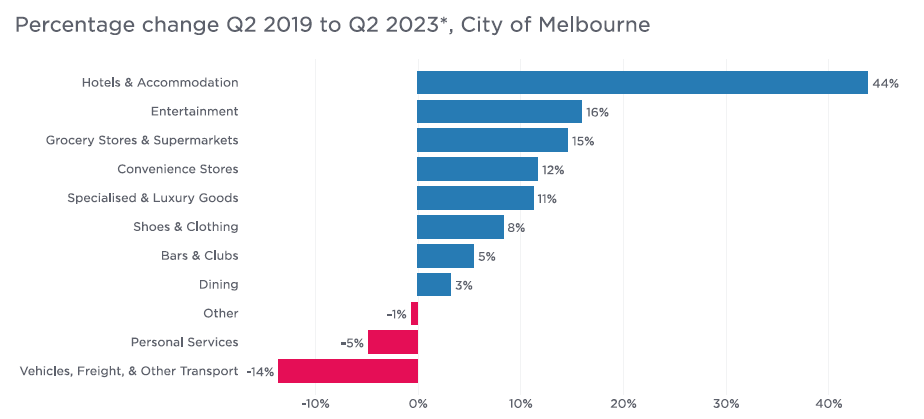 Percentage change Q2 2019 to Q2 2023*, City of Melbourne
Hotels & Accommodation 44%
Entertainment 16%
Grocery Stores & Supermarkets 15%
Convenience Stores 12%
Specialised & Luxury Goods 11%
Shoes & Clothing 8%
Bars & Clubs 5%
Dining 3%
Other -1%
Personal Services -5%
Vehicles, Freight, & Other Transport -14%
-10% 0% 10% 20% 30% 40%